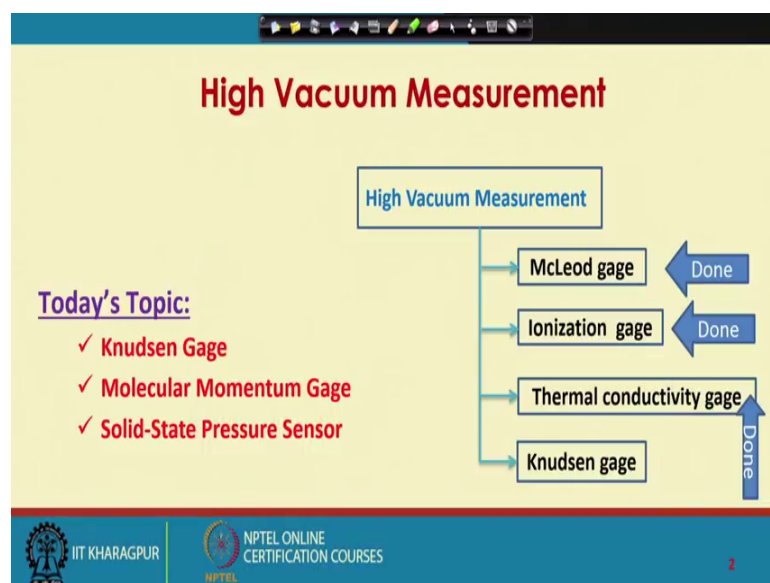 High Vacuum Measurement
High Vacuum Measurement
McLeod gage
Done
Ionization gage
Done
Thermal conductivity gage
Done
Knudsen gage
Today's Topic:
✓ Knudsen Gage
✓ Molecular Momentum Gage
✓ Solid-State Pressure Sensor
IIT KHARAGPUR
NPTEL ONLINE
CERTIFICATION COURSES
NPTEL
2